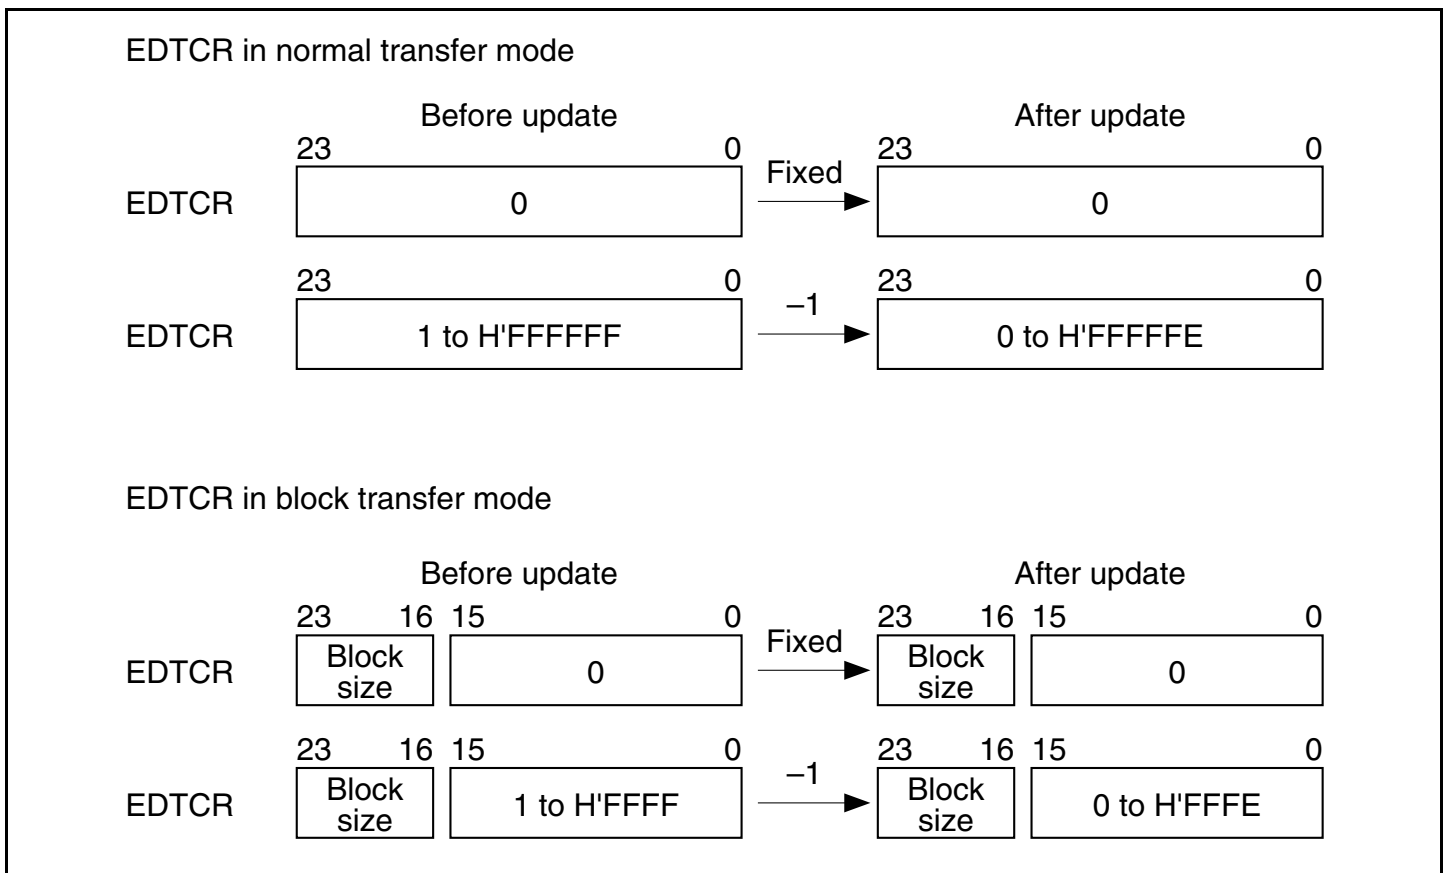 EDTCR in normal transfer mode
Before update
After update
23 0
Fixed
23 0
EDTCR
0
0
23 0
–1
23 0
EDTCR
1 to H'FFFFFF
0 to H'FFFFFE
EDTCR in block transfer mode
Before update
After update
23 16 15 0
Fixed
23 16 15 0
EDTCR
Block
size
0
Block
size
0
23 16 15 0
–1
23 16 15 0
EDTCR
Block
size
1 to H'FFFF
Block
size
0 to H'FFFE